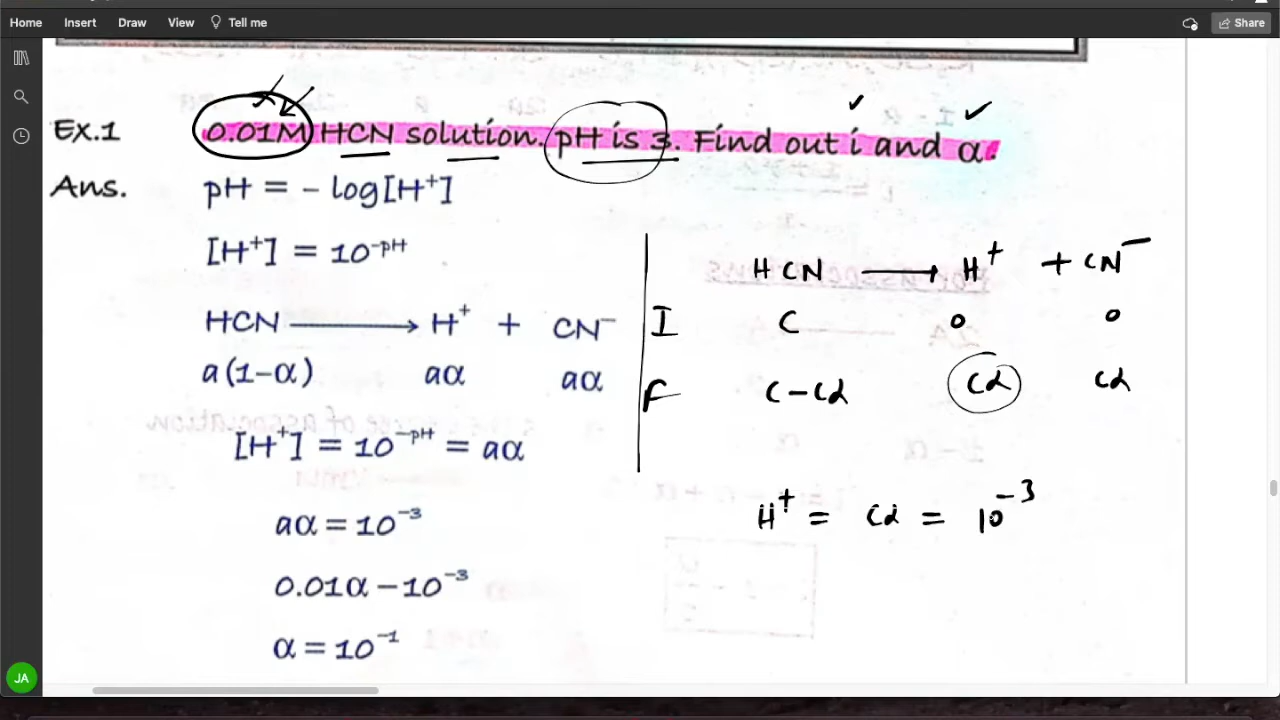 Home Insert Draw View Tell me Share
Ex.1 0.01M HCN solution. pH is 3. Find out i and α.
Ans. pH = - log[H⁺]
[H⁺] = 10⁻ᵖᴴ
HCN ⟶ H⁺ + CN⁻
a(1-α) aα aα
[H⁺] = 10⁻ᵖᴴ = aα
aα = 10⁻³
0.01α - 10⁻³
α = 10⁻¹
HCN ⟶ H⁺ + CN⁻
I C 0 0
F C - Cα Cα Cα
H⁺ = Cα = 10⁻³
JA